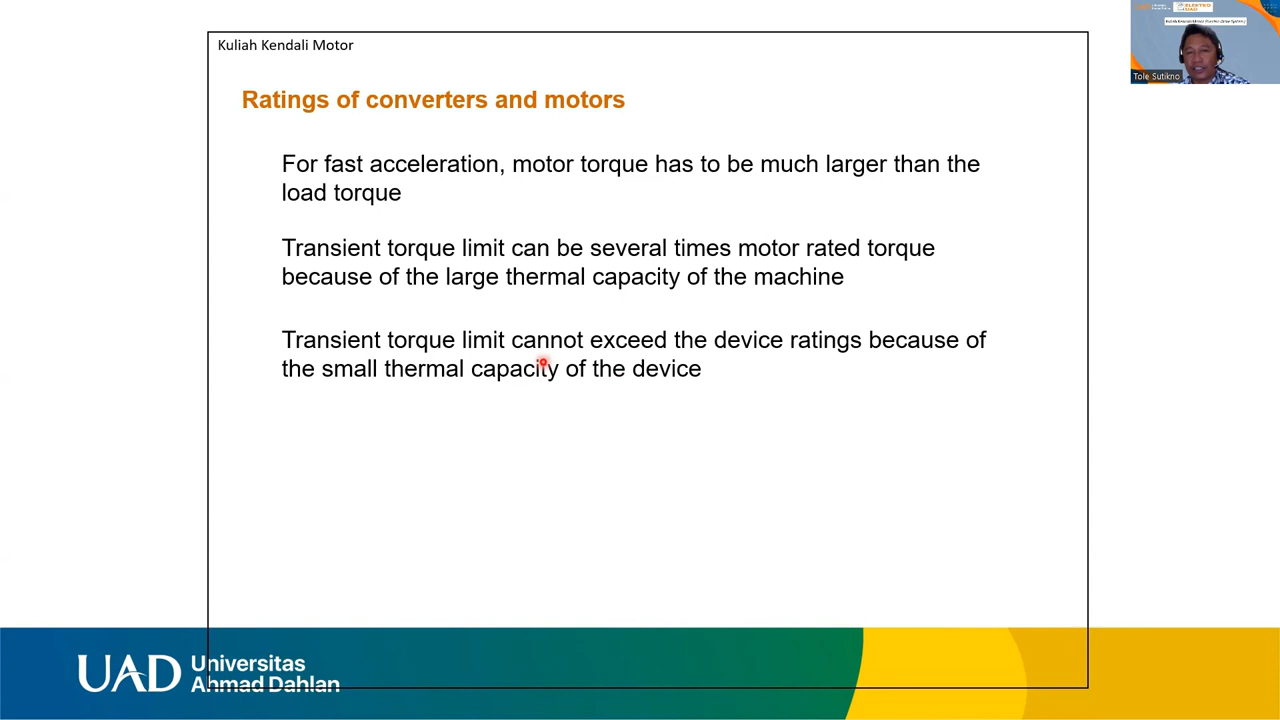 Kuliah Kendali Motor
Ratings of converters and motors
For fast acceleration, motor torque has to be much larger than the
load torque
Transient torque limit can be several times motor rated torque
because of the large thermal capacity of the machine
Transient torque limit cannot exceed the device ratings because of
the small thermal capacity of the device
Tole Sutikno
UAD
Universitas
Ahmad Dahlan